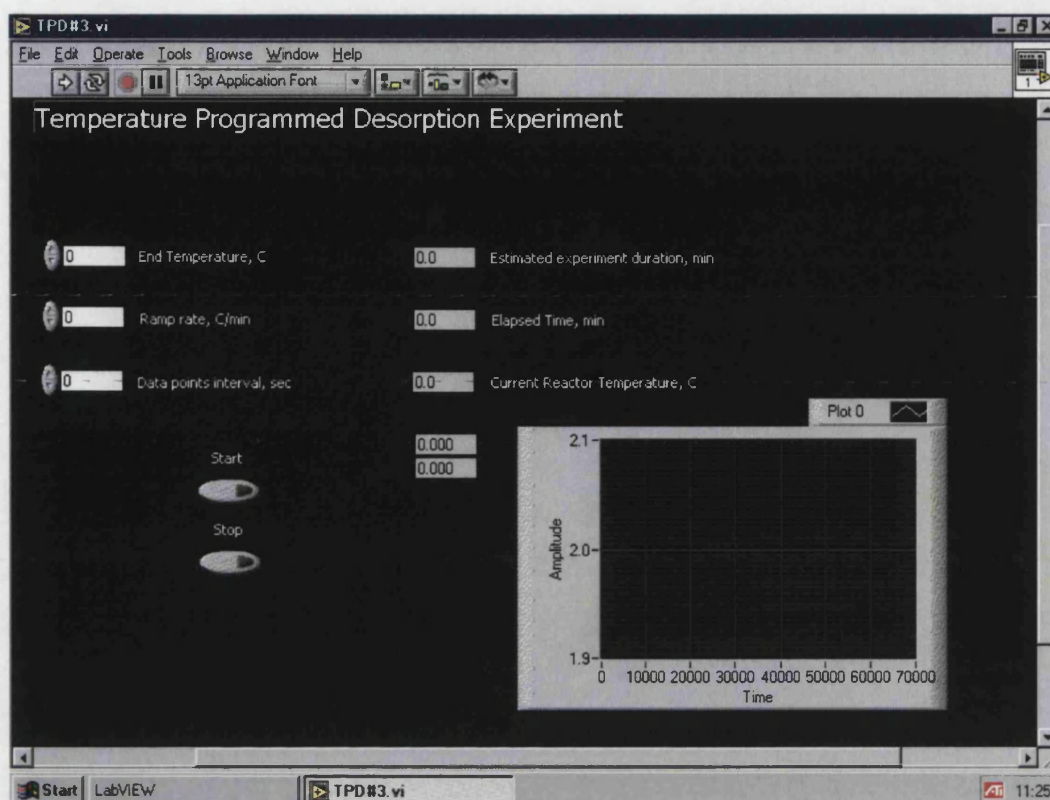 TPD#3.vi
File Edit Operate Tools Browse Window Help
13pt Application Font
1
Temperature Programmed Desorption Experiment
0 End Temperature, C 0.0 Estimated experiment duration, min
0 Ramp rate, C/min 0.0 Elapsed Time, min
0 Data points interval, sec 0.0 Current Reactor Temperature, C
Plot 0
Start
Stop
0.000
0.000
2.1
2.0
1.9
Amplitude
0 10000 20000 30000 40000 50000 60000 70000
Time
Start LabVIEW TPD#3.vi ATI 11:25